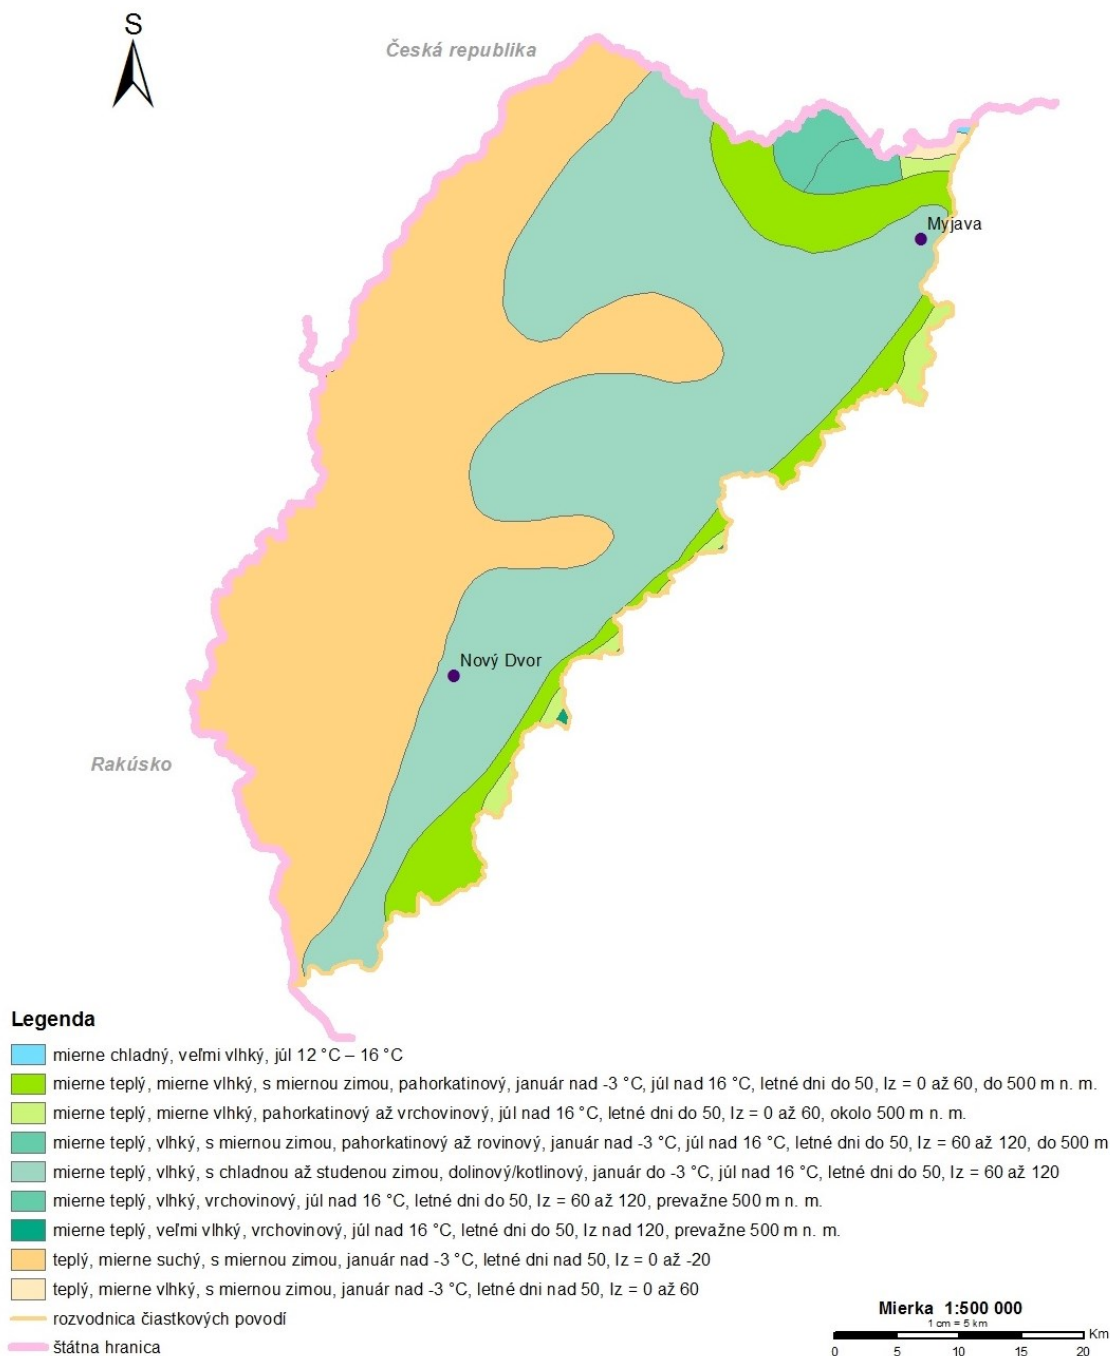 S
Česká republika
Myjava
Nový Dvor
Rakúsko
Legenda
mierne chladný, veľmi vlhký, júl 12 °C – 16 °C
mierne teplý, mierne vlhký, s miernou zimou, pahorkatinový, január nad -3 °C, júl nad 16 °C, letné dni do 50, Iz = 0 až 60, do 500 m n. m.
mierne teplý, mierne vlhký, pahorkatinový až vrchovinový, júl nad 16 °C, letné dni do 50, Iz = 0 až 60, okolo 500 m n. m.
mierne teplý, vlhký, s miernou zimou, pahorkatinový až rovinový, január nad -3 °C, júl nad 16 °C, letné dni do 50, Iz = 60 až 120, do 500 m
mierne teplý, vlhký, s chladnou až studenou zimou, dolinový/kotlinový, január do -3 °C, júl nad 16 °C, letné dni do 50, Iz = 60 až 120
mierne teplý, vlhký, vrchovinový, júl nad 16 °C, letné dni do 50, Iz = 60 až 120, prevažne 500 m n. m.
mierne teplý, veľmi vlhký, vrchovinový, júl nad 16 °C, letné dni do 50, Iz nad 120, prevažne 500 m n. m.
teplý, mierne suchý, s miernou zimou, január nad -3 °C, letné dni nad 50, Iz = 0 až -20
teplý, mierne vlhký, s miernou zimou, január nad -3 °C, letné dni nad 50, Iz = 0 až 60
rozvodnica čiastkových povodí
štátna hranica
Mierka 1:500 000
1 cm = 5 km
Km
0 5 10 15 20